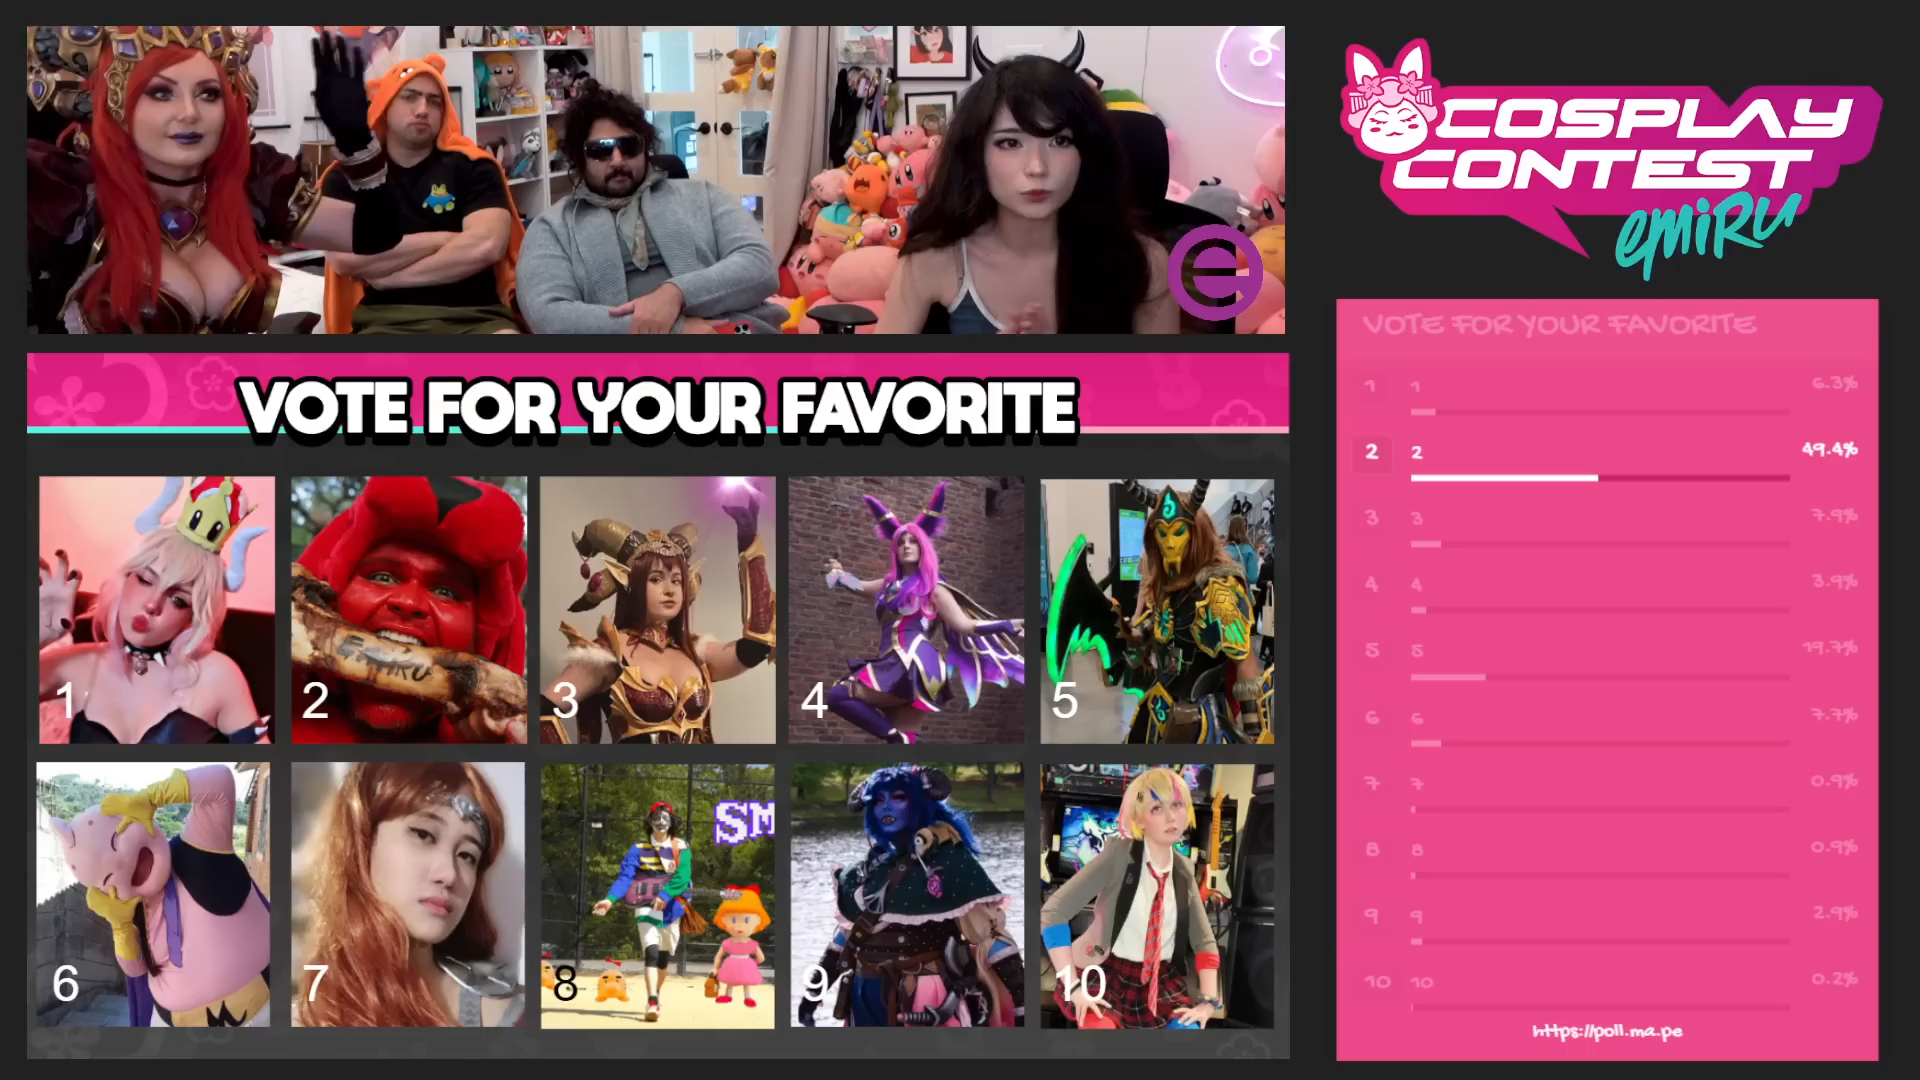 COSPLAY
CONTEST
emiru
VOTE FOR YOUR FAVORITE
1
2
3
4
5
6
7
8
9
10
EMIRU
SM
VOTE FOR YOUR FAVORITE
1 1 6.3%
2 2 49.4%
3 3 7.9%
4 4 3.9%
5 5 19.7%
6 6 7.7%
7 7 0.9%
8 8 0.9%
9 9 2.9%
10 10 0.2%
https://poll.ma.pe